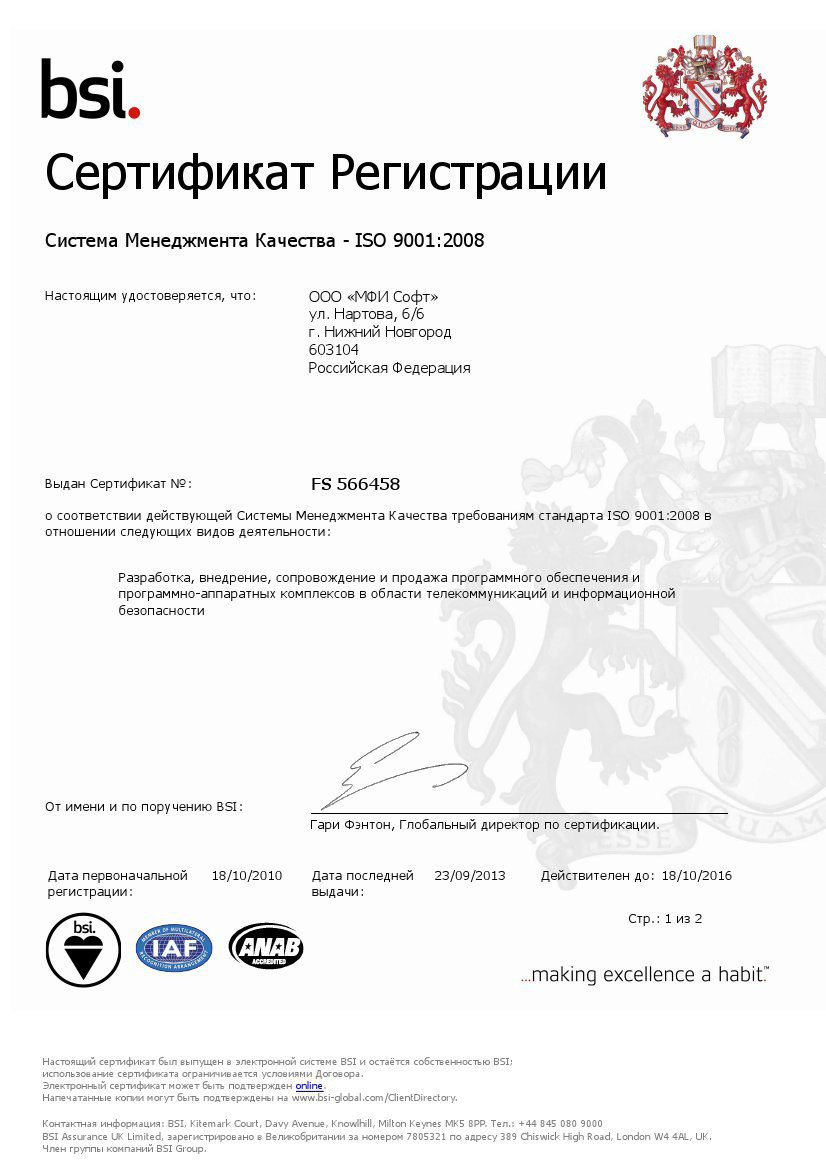 bsi.
Сертификат Регистрации
Система Менеджмента Качества - ISO 9001:2008
Настоящим удостоверяется, что:
ООО «МФИ Софт»
ул. Нартова, 6/6
г. Нижний Новгород
603104
Российская Федерация
Выдан Сертификат №:
FS 566458
о соответствии действующей Системы Менеджмента Качества требованиям стандарта ISO 9001:2008 в
отношении следующих видов деятельности:
Разработка, внедрение, сопровождение и продажа программного обеспечения и
программно-аппаратных комплексов в области телекоммуникаций и информационной
безопасности
От имени и по поручению BSI:
Гари Фэнтон, Глобальный директор по сертификации.
ESSE QUAM
Дата первоначальной регистрации: 18/10/2010
Дата последней выдачи: 23/09/2013
Действителен до: 18/10/2016
Стр.: 1 из 2
bsi.
MEMBER OF MULTILATERAL
IAF
RECOGNITION ARRANGEMENT
ANAB
ACCREDITED
...making excellence a habit.™
Настоящий сертификат был выпущен в электронной системе BSI и остаётся собственностью BSI;
использование сертификата ограничивается условиями Договора.
Электронный сертификат может быть подтвержден online.
Напечатанные копии могут быть подтверждены на www.bsi-global.com/ClientDirectory.
Контактная информация: BSI, Kitemark Court, Davy Avenue, Knowlhill, Milton Keynes MK5 8PP. Тел.: +44 845 080 9000
BSI Assurance UK Limited, зарегистрировано в Великобритании за номером 7805321 по адресу 389 Chiswick High Road, London W4 4AL, UK.
Член группы компаний BSI Group.